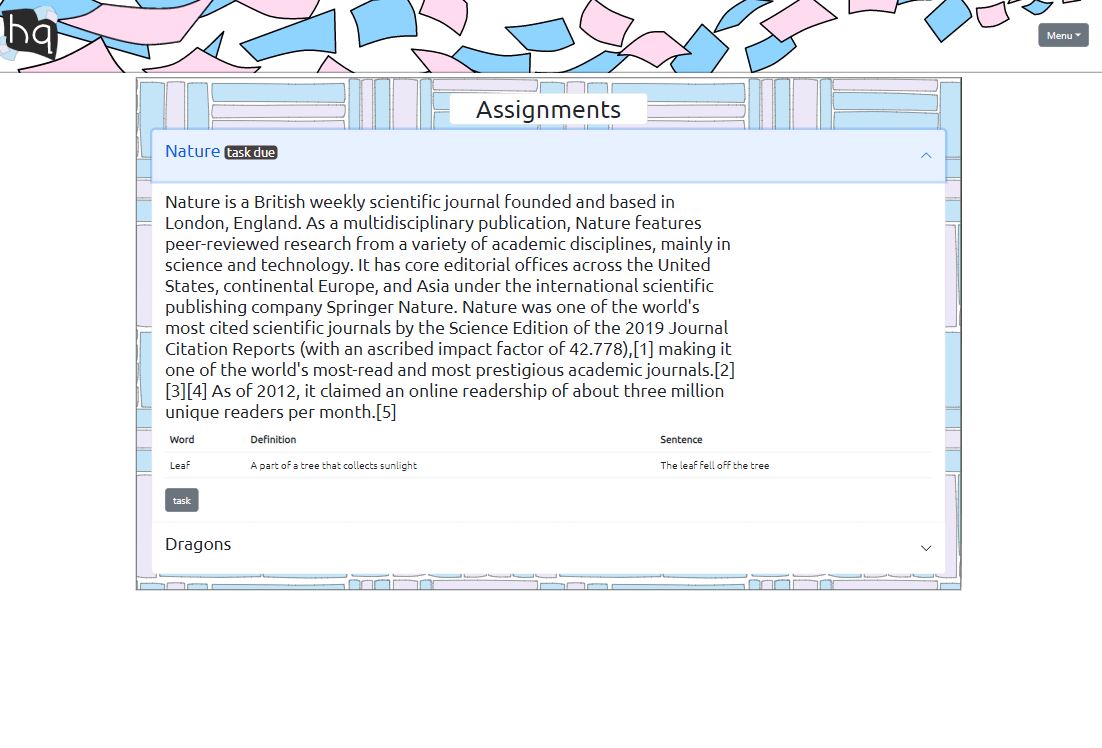 hq
Menu
Assignments
Nature task due
Nature is a British weekly scientific journal founded and based in
London, England. As a multidisciplinary publication, Nature features
peer-reviewed research from a variety of academic disciplines, mainly in
science and technology. It has core editorial offices across the United
States, continental Europe, and Asia under the international scientific
publishing company Springer Nature. Nature was one of the world's
most cited scientific journals by the Science Edition of the 2019 Journal
Citation Reports (with an ascribed impact factor of 42.778),[1] making it
one of the world's most-read and most prestigious academic journals.[2]
[3][4] As of 2012, it claimed an online readership of about three million
unique readers per month.[5]
Word Definition Sentence
Leaf A part of a tree that collects sunlight The leaf fell off the tree
task
Dragons